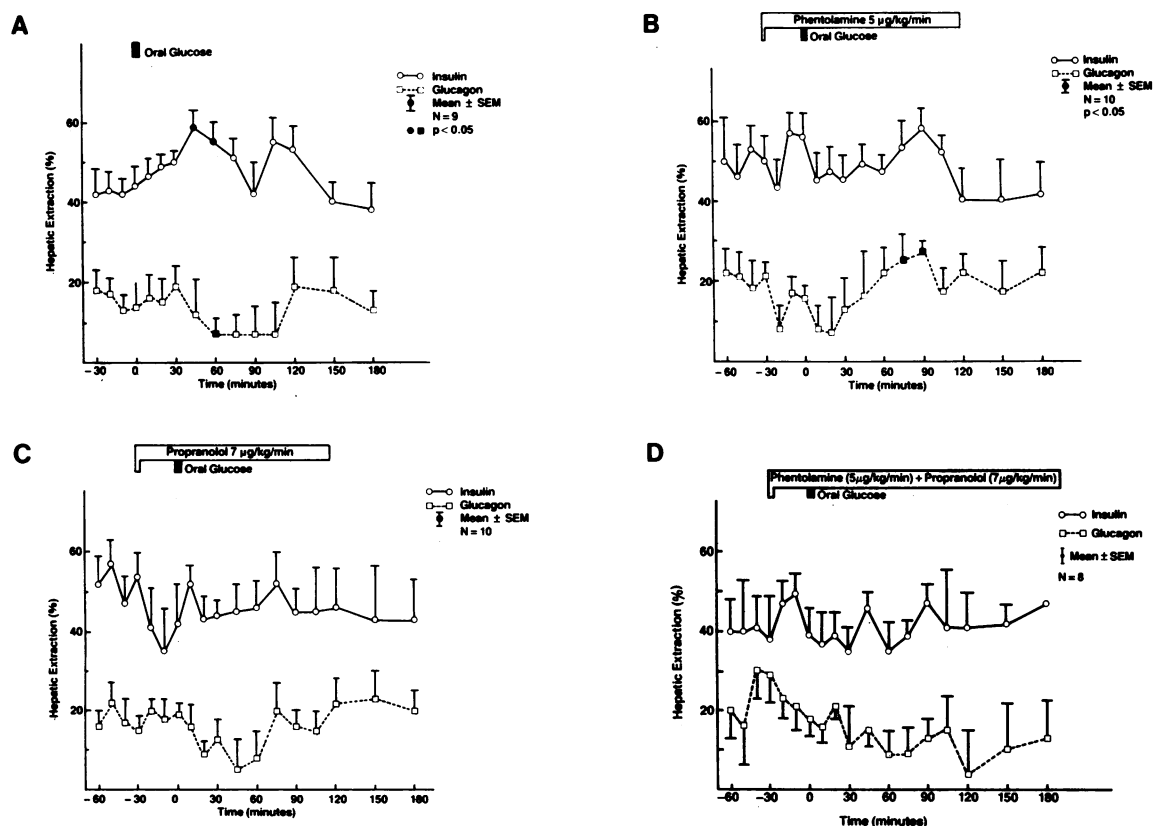 A
Oral Glucose
Insulin
Glucagon
Mean ± SEM
N = 9
p < 0.05
60
40
20
Hepatic Extraction (%)
-30 0 30 60 90 120 150 180
Time (minutes)
B
Phentolamine 5 μg/kg/min
Oral Glucose
Insulin
Glucagon
Mean ± SEM
N = 10
p < 0.05
60
40
20
Hepatic Extraction (%)
-60 -30 0 30 60 90 120 150 180
Time (minutes)
C
Propranolol 7 μg/kg/min
Oral Glucose
Insulin
Glucagon
Mean ± SEM
N = 10
60
40
20
Hepatic Extraction (%)
-60 -30 0 30 60 90 120 150 180
Time (minutes)
D
Phentolamine (5μg/kg/min) + Propranolol (7μg/kg/min)
Oral Glucose
Insulin
Glucagon
Mean ± SEM
N = 8
60
40
20
Hepatic Extraction (%)
-60 -30 0 30 60 90 120 150 180
Time (minutes)